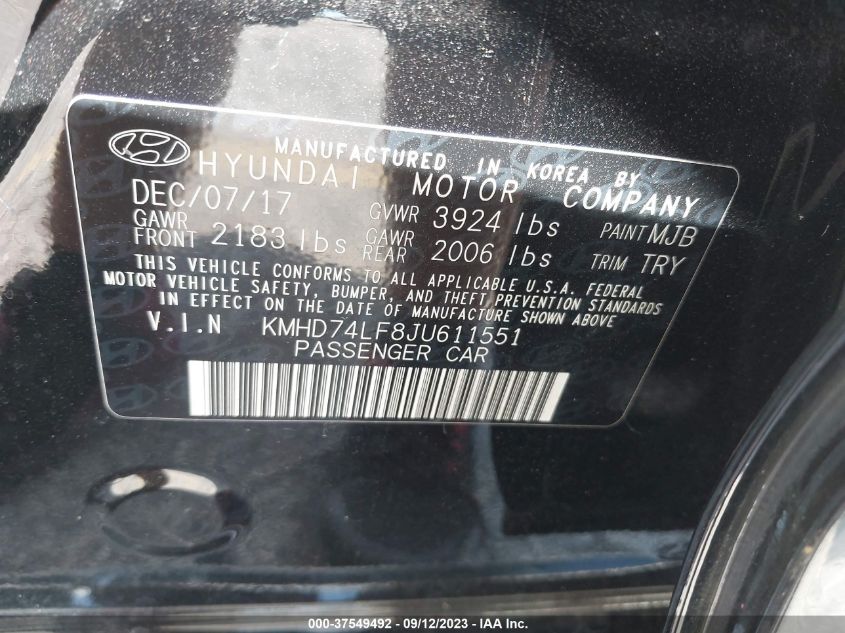 MANUFACTURED IN KOREA BY
HYUNDAI MOTOR COMPANY
DEC/07/17 GVWR 3924 lbs PAINT MJB
GAWR FRONT 2183 lbs GAWR REAR 2006 lbs TRIM TRY
THIS VEHICLE CONFORMS TO ALL APPLICABLE U.S.A. FEDERAL
MOTOR VEHICLE SAFETY, BUMPER, AND THEFT PREVENTION STANDARDS
IN EFFECT ON THE DATE OF MANUFACTURE SHOWN ABOVE
V.I.N KMHD74LF8JU611551
PASSENGER CAR
000-37549492 - 09/12/2023 - IAA Inc.